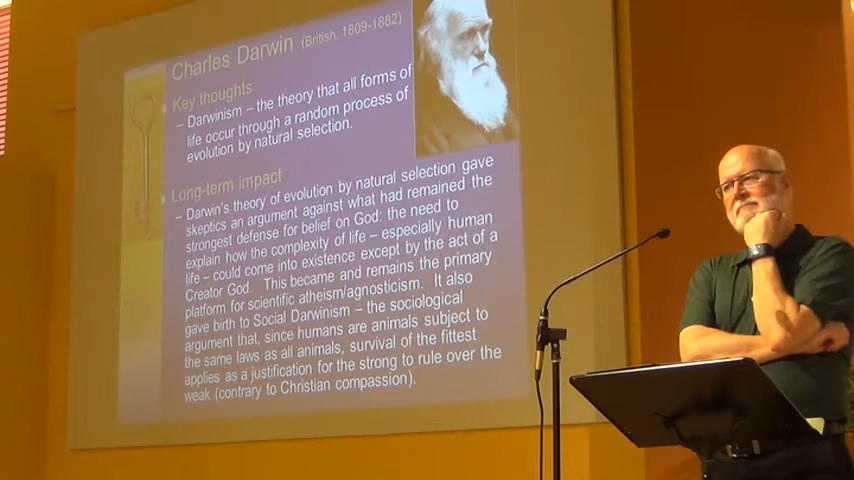 Charles Darwin (British, 1809-1882)
Key thoughts
– Darwinism – the theory that all forms of
life occur through a random process of
evolution by natural selection.
Long-term impact
– Darwin's theory of evolution by natural selection gave
skeptics an argument against what had remained the
strongest defense for belief on God: the need to
explain how the complexity of life – especially human
life – could come into existence except by the act of a
Creator God. This became and remains the primary
platform for scientific atheism/agnosticism. It also
gave birth to Social Darwinism – the sociological
argument that, since humans are animals subject to
the same laws as all animals, survival of the fittest
applies as a justification for the strong to rule over the
weak (contrary to Christian compassion).